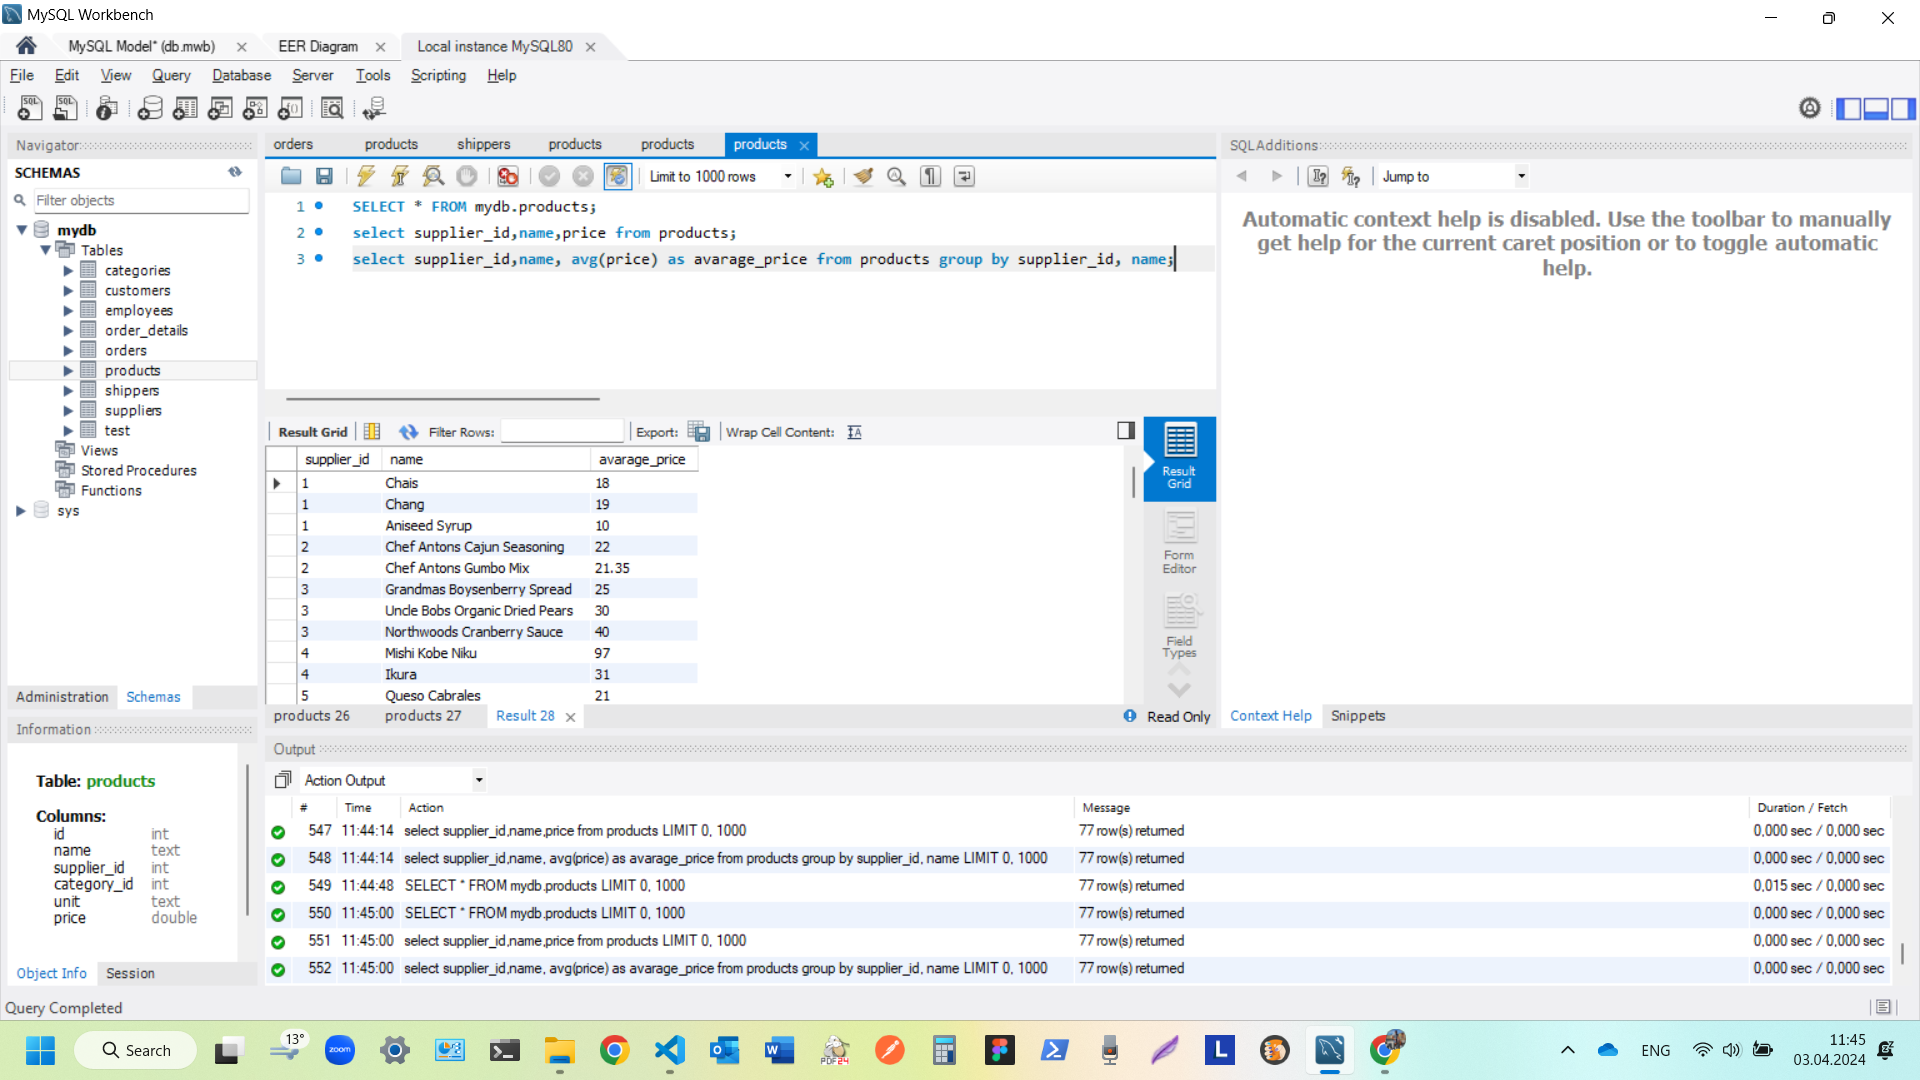 MySQL Workbench
MySQL Model* (db.mwb)
EER Diagram
Local instance MySQL80
File Edit View Query Database Server Tools Scripting Help
Navigator
SCHEMAS
Filter objects
mydb
Tables
categories
customers
employees
order_details
orders
products
shippers
suppliers
test
Views
Stored Procedures
Functions
sys
Administration Schemas
Information
Table: products
Columns:
id int
name text
supplier_id int
category_id int
unit text
price double
Object Info Session
Query Completed
orders products shippers products products products
Limit to 1000 rows
1 SELECT * FROM mydb.products;
2 select supplier_id,name,price from products;
3 select supplier_id,name, avg(price) as avarage_price from products group by supplier_id, name;
Result Grid Filter Rows: Export: Wrap Cell Content:
supplier_id name avarage_price
1 Chais 18
1 Chang 19
1 Aniseed Syrup 10
2 Chef Antons Cajun Seasoning 22
2 Chef Antons Gumbo Mix 21.35
3 Grandmas Boysenberry Spread 25
3 Uncle Bobs Organic Dried Pears 30
3 Northwoods Cranberry Sauce 40
4 Mishi Kobe Niku 97
4 Ikura 31
5 Queso Cabrales 21
Result
Grid
Form
Editor
Field
Types
products 26 products 27 Result 28
Read Only
SQLAdditions
Jump to
Automatic context help is disabled. Use the toolbar to manually
get help for the current caret position or to toggle automatic
help.
Context Help Snippets
Output
Action Output
# Time Action Message Duration / Fetch
547 11:44:14 select supplier_id,name,price from products LIMIT 0, 1000 77 row(s) returned 0,000 sec / 0,000 sec
548 11:44:14 select supplier_id,name, avg(price) as avarage_price from products group by supplier_id, name LIMIT 0, 1000 77 row(s) returned 0,000 sec / 0,000 sec
549 11:44:48 SELECT * FROM mydb.products LIMIT 0, 1000 77 row(s) returned 0,015 sec / 0,000 sec
550 11:45:00 SELECT * FROM mydb.products LIMIT 0, 1000 77 row(s) returned 0,000 sec / 0,000 sec
551 11:45:00 select supplier_id,name,price from products LIMIT 0, 1000 77 row(s) returned 0,000 sec / 0,000 sec
552 11:45:00 select supplier_id,name, avg(price) as avarage_price from products group by supplier_id, name LIMIT 0, 1000 77 row(s) returned 0,000 sec / 0,000 sec
Search
13°
zoom
PDF24
L
ENG
11:45
03.04.2024